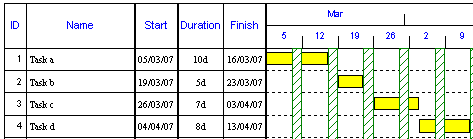 Mar
ID Name Start Duration Finish
5 12 19 26 2 9
1 Task a 05/03/07 10d 16/03/07
2 Task b 19/03/07 5d 23/03/07
3 Task c 26/03/07 7d 03/04/07
4 Task d 04/04/07 8d 13/04/07